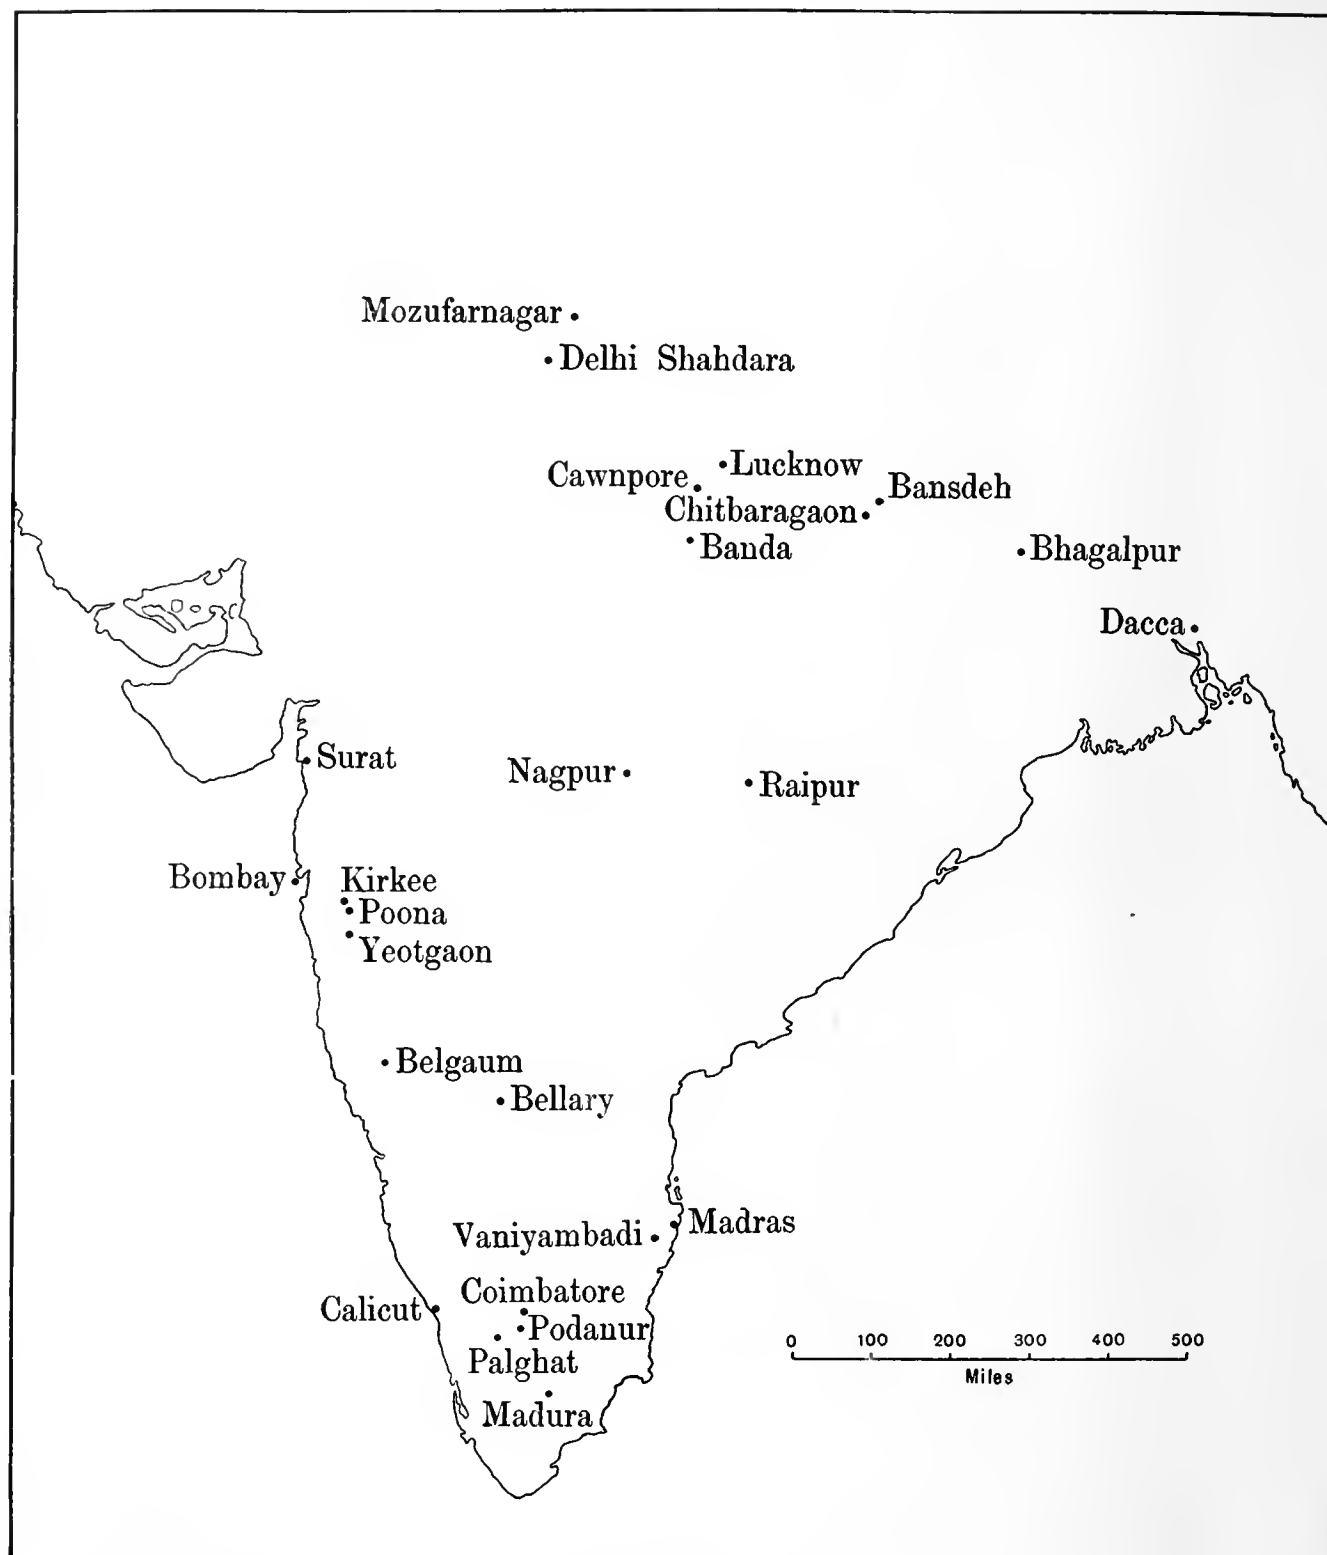 Mozufarnagar
Delhi Shahdara
Lucknow
Cawnpore
Bansdeh
Chitbaragaon
Banda
Bhagalpur
Dacca
Surat
Nagpur
Raipur
Bombay
Kirkee
Poona
Yeotgaon
Belgaum
Bellary
Madras
Vaniyambadi
Coimbatore
Calicut
Podanur
Palghat
Madura
0 100 200 300 400 500
Miles